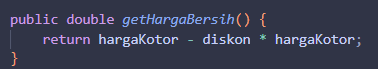 public double getHargaBersih() {
    return hargaKotor - diskon * hargaKotor;
}